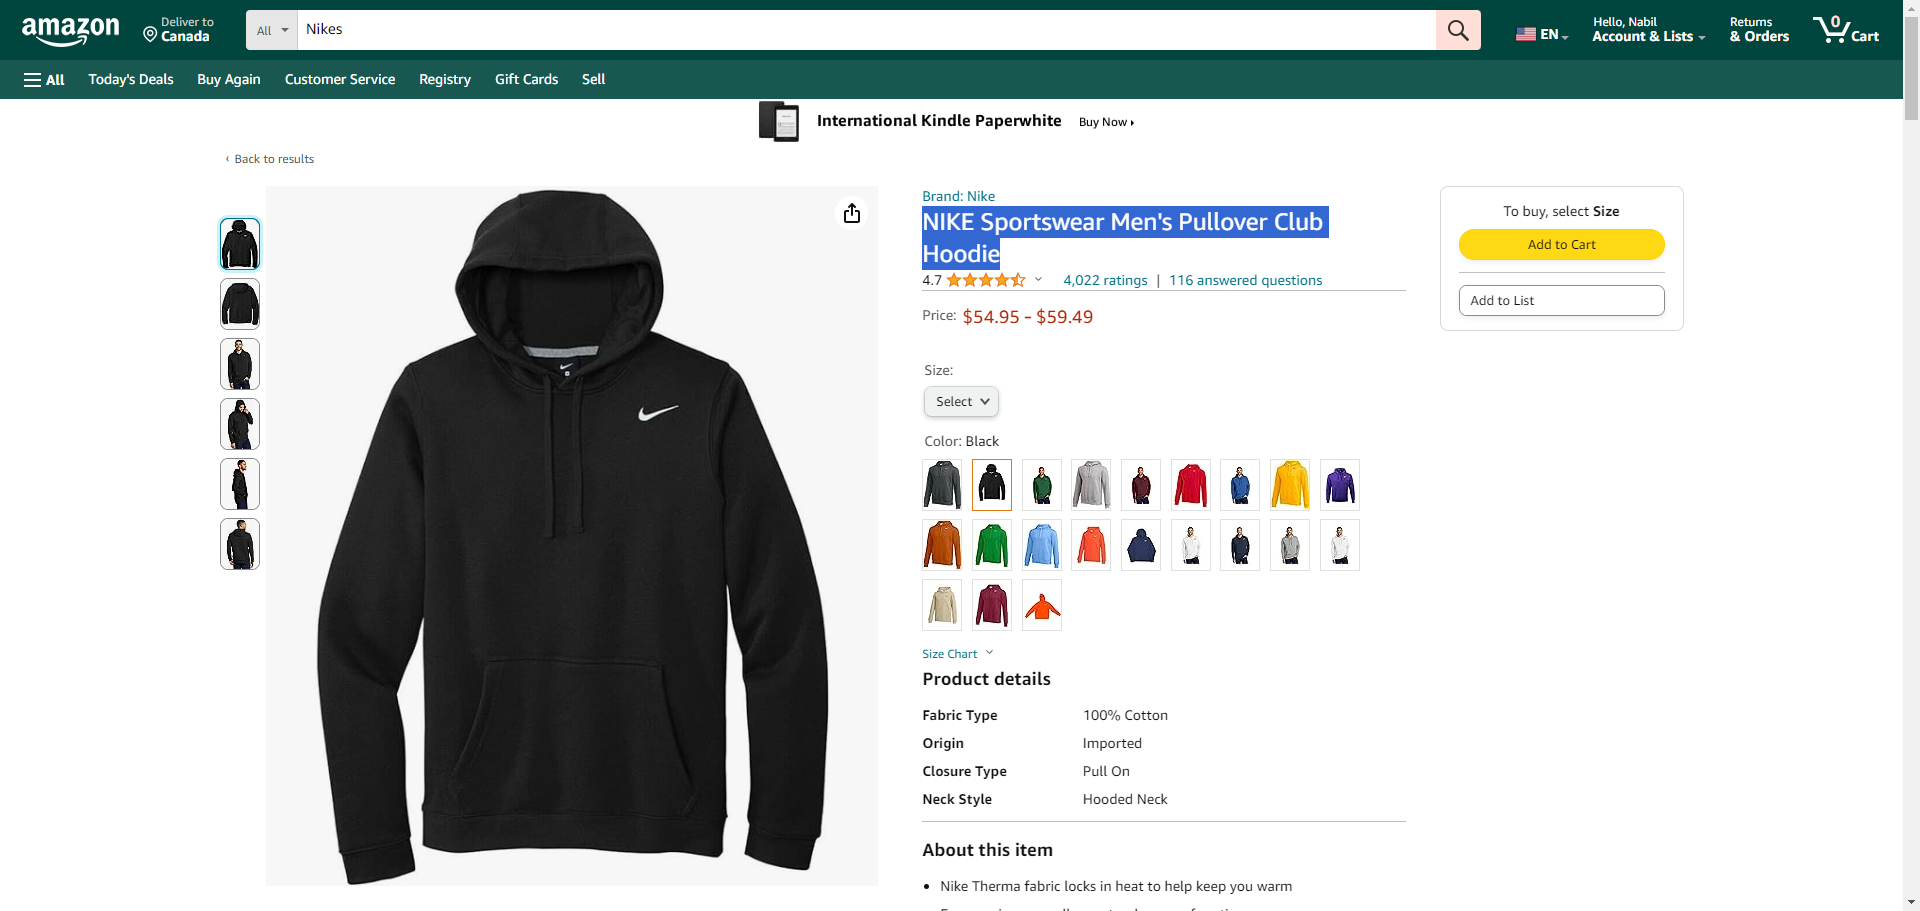 amazon
Deliver to
Canada
All
Nikes
EN
Hello, Nabil
Account & Lists
Returns
& Orders
0
Cart
All
Today's Deals
Buy Again
Customer Service
Registry
Gift Cards
Sell
International Kindle Paperwhite
Buy Now
‹ Back to results
Brand: Nike
NIKE Sportswear Men's Pullover Club
Hoodie
4.7
4,022 ratings | 116 answered questions
Price: $54.95 - $59.49
Size:
Select
Color: Black
Size Chart
Product details
Fabric Type 100% Cotton
Origin Imported
Closure Type Pull On
Neck Style Hooded Neck
About this item
• Nike Therma fabric locks in heat to help keep you warm
To buy, select Size
Add to Cart
Add to List